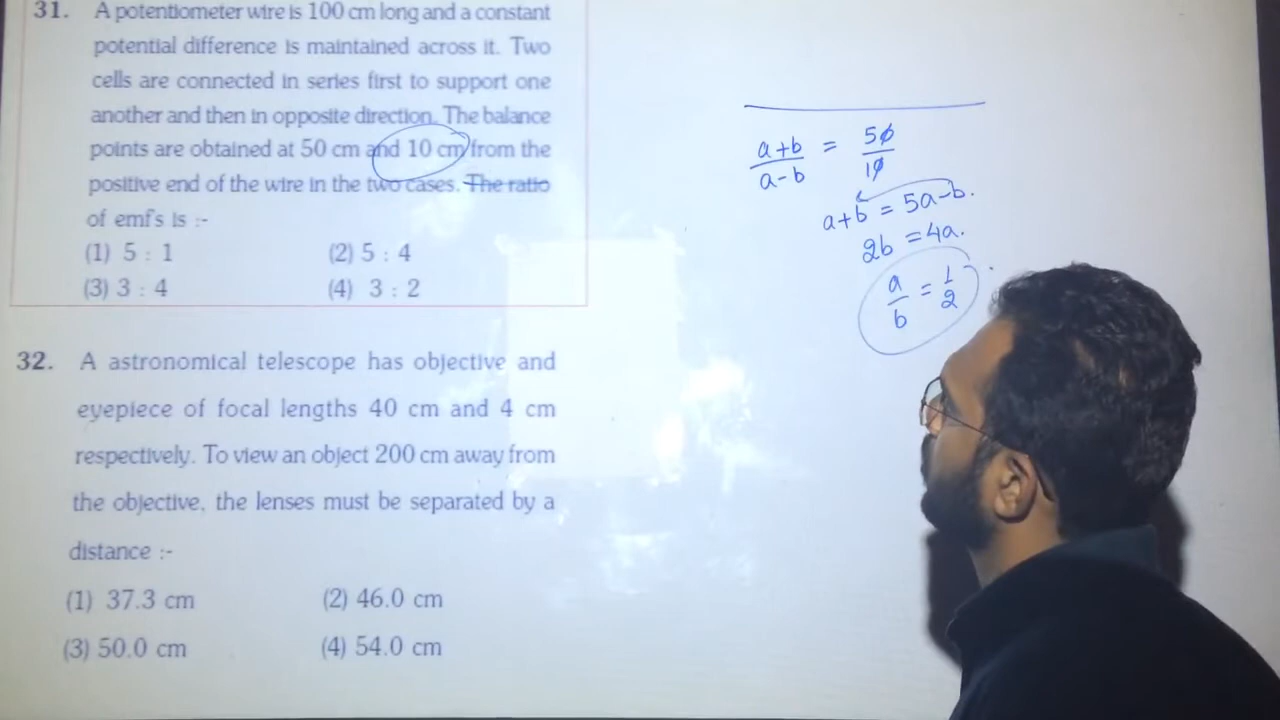 31. A potentiometer wire is 100 cm long and a constant
potential difference is maintained across it. Two
cells are connected in series first to support one
another and then in opposite direction. The balance
points are obtained at 50 cm and 10 cm from the
positive end of the wire in the two cases. The ratio
of emf's is :-
(1) 5 : 1 (2) 5 : 4
(3) 3 : 4 (4) 3 : 2
32. A astronomical telescope has objective and
eyepiece of focal lengths 40 cm and 4 cm
respectively. To view an object 200 cm away from
the objective, the lenses must be separated by a
distance :-
(1) 37.3 cm (2) 46.0 cm
(3) 50.0 cm (4) 54.0 cm
a+b / a-b = 50 / 10
a+b = 5a-b.
2b = 4a.
a / b = 1 / 2